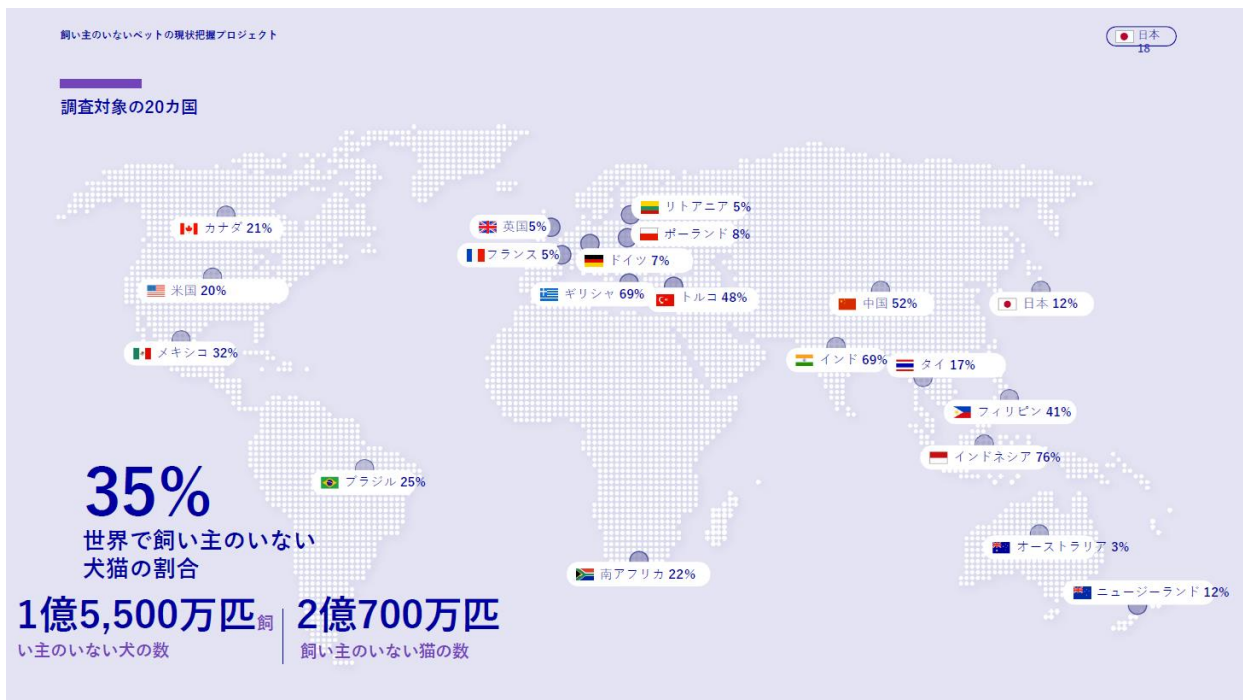 飼い主のいないペットの現状把握プロジェクト
日本
18
調査対象の20カ国
リトアニア 5%
英国5%
ポーランド 8%
カナダ 21%
フランス 5%
ドイツ 7%
米国 20%
ギリシャ 69%
トルコ 48%
中国 52%
日本 12%
メキシコ 32%
インド 69%
タイ 17%
フィリピン 41%
インドネシア 76%
ブラジル 25%
オーストラリア 3%
南アフリカ 22%
ニュージーランド 12%
35%
世界で飼い主のいない
犬猫の割合
1億5,500万匹飼
い主のいない犬の数
2億700万匹
飼い主のいない猫の数